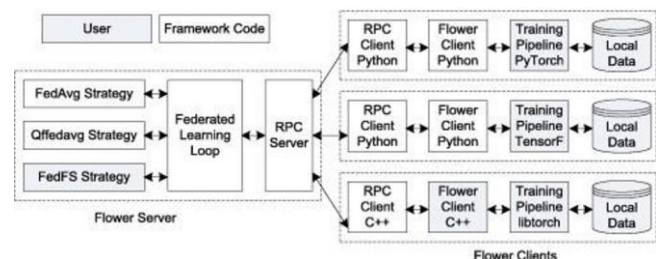 User
Framework Code
FedAvg Strategy
Qffedavg Strategy
FedFS Strategy
Federated
Learning
Loop
RPC
Server
Flower Server
RPC
Client
Python
Flower
Client
Python
Training
Pipeline
PyTorch
Local
Data
RPC
Client
Python
Flower
Client
Python
Training
Pipeline
TensorF
Local
Data
RPC
Client
C++
Flower
Client
C++
Training
Pipeline
libtorch
Local
Data
Flower Clients